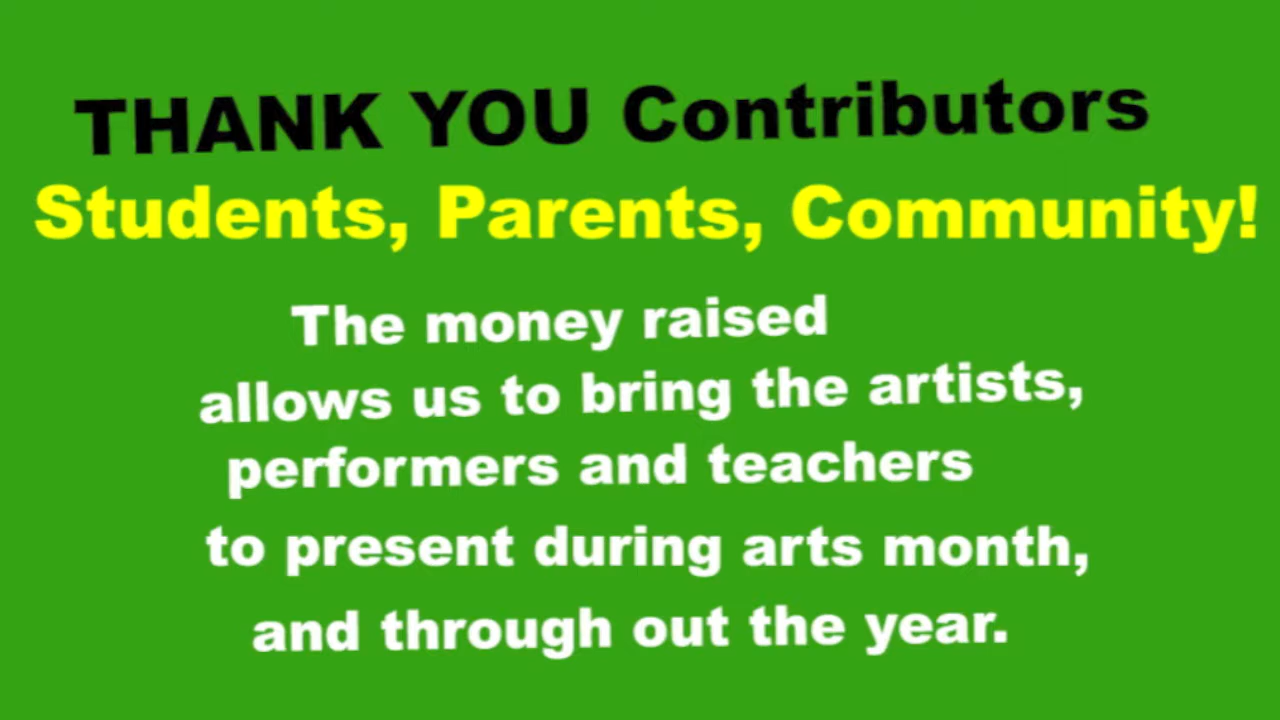 THANK YOU Contributors
Students, Parents, Community!
The money raised
allows us to bring the artists,
performers and teachers
to present during arts month,
and through out the year.